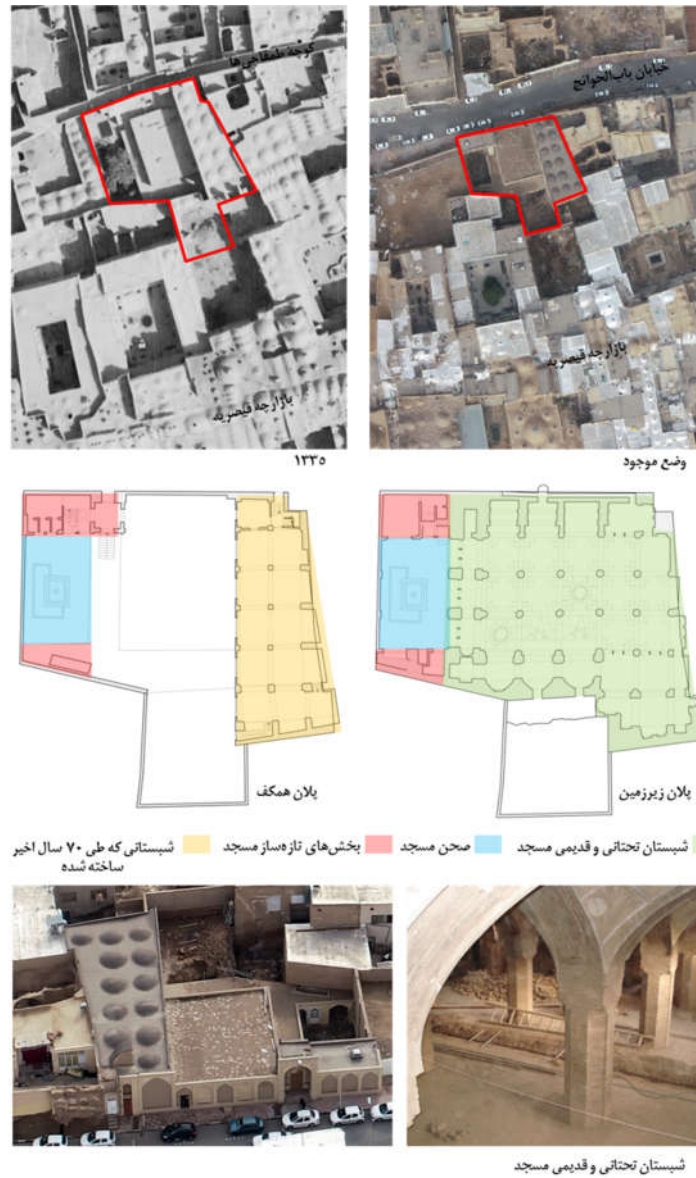 کوچه طمقاچی‌ها
خیابان باب‌الحوائج
بازارچه قیصریه
بازارچه قیصریه
۱۳۳۵
وضع موجود
پلان همکف
پلان زیرزمین
شبستان تحتانی و قدیمی مسجد
صحن مسجد
بخش‌های تازه‌ساز مسجد
شبستانی که طی ۷۰ سال اخیر
ساخته شده
شبستان تحتانی و قدیمی مسجد